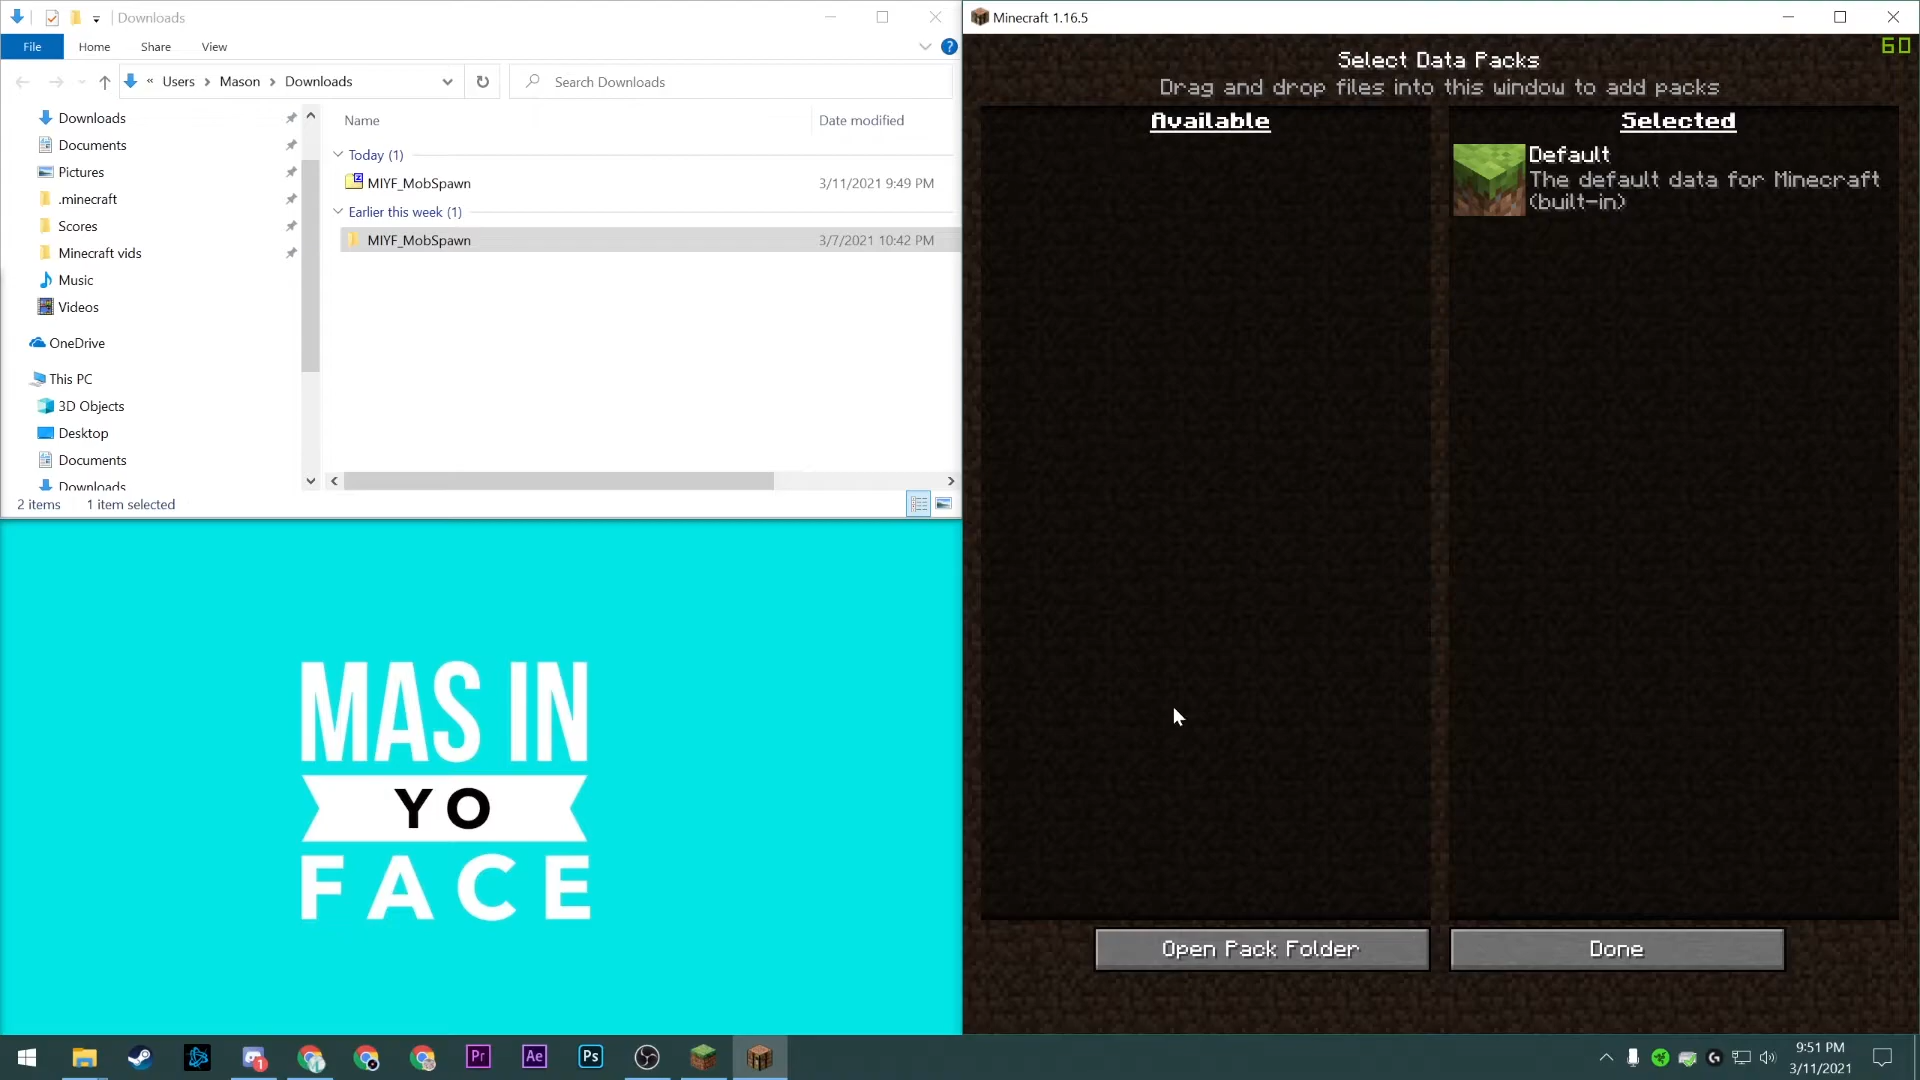 Downloads
File Home Share View
« Users > Mason > Downloads
Search Downloads
Downloads
Documents
Pictures
.minecraft
Scores
Minecraft vids
Music
Videos
OneDrive
This PC
3D Objects
Desktop
Documents
Downloads
Name Date modified
Today (1)
MIYF_MobSpawn 3/11/2021 9:49 PM
Earlier this week (1)
MIYF_MobSpawn 3/7/2021 10:42 PM
2 items 1 item selected
MAS IN
YO
FACE
Minecraft 1.16.5
60
Select Data Packs
Drag and drop files into this window to add packs
Available
Selected
Default
The default data for Minecraft
(built-in)
Open Pack Folder
Done
1
Pr
Ae
Ps
9:51 PM
3/11/2021